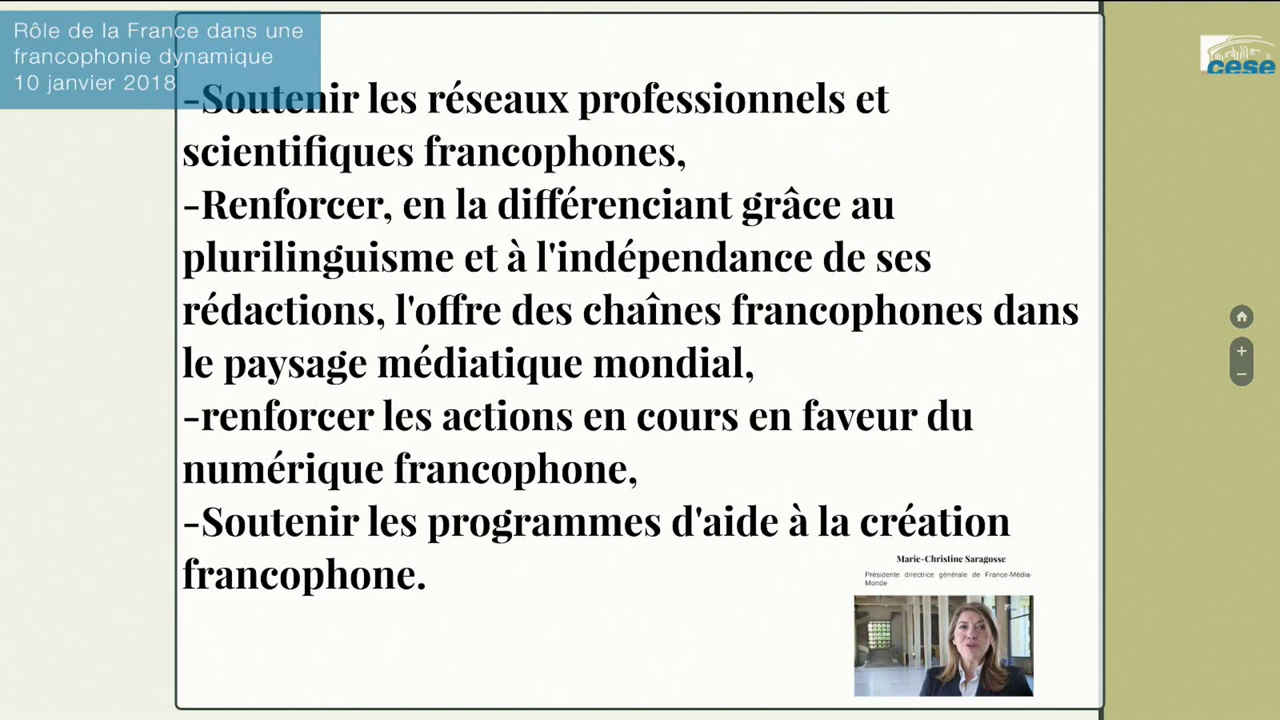 Rôle de la France dans une
francophonie dynamique
10 janvier 2018
cese
-Soutenir les réseaux professionnels et
scientifiques francophones,
-Renforcer, en la différenciant grâce au
plurilinguisme et à l'indépendance de ses
rédactions, l'offre des chaînes francophones dans
le paysage médiatique mondial,
-renforcer les actions en cours en faveur du
numérique francophone,
-Soutenir les programmes d'aide à la création
francophone.
Marie-Christine Saragosse
Présidente directrice générale de France-Média-
Monde